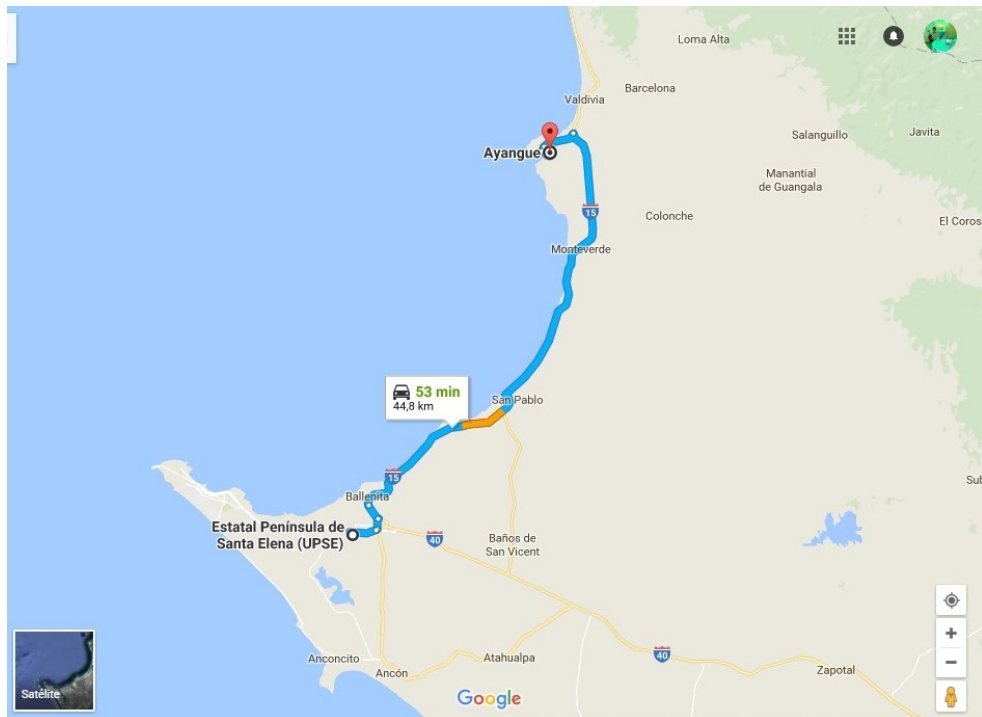 Loma Alta
Barcelona
Valdivia
Salanguillo
Javita
Ayangue
Manantial
de Guangala
15
Colonche
El Coros
Monteverde
53 min
44,8 km
San Pablo
15
Ballenita
Sub
Estatal Península de
Santa Elena (UPSE)
40
Baños de
San Vicent
Anconcito
Atahualpa
40
Ancón
Zapotal
Satélite
Google